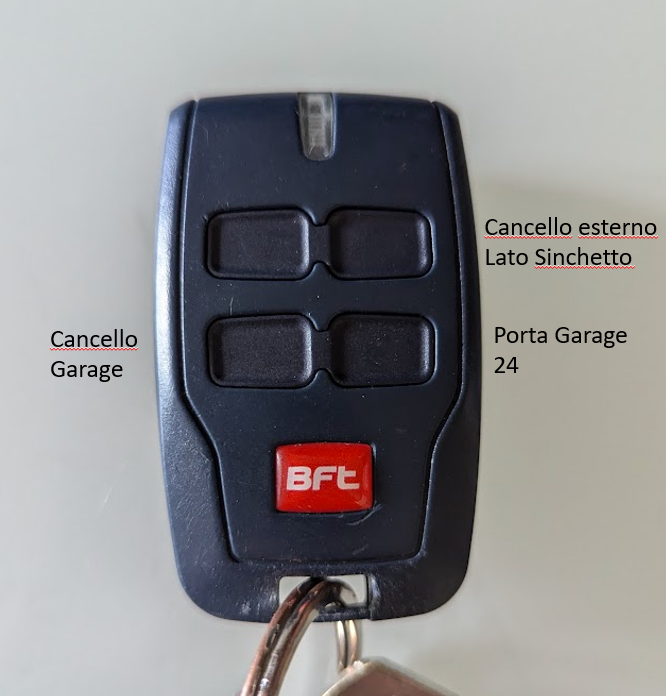 Cancello esterno
Lato Sinchetto
Cancello
Garage
Porta Garage
24
BFt